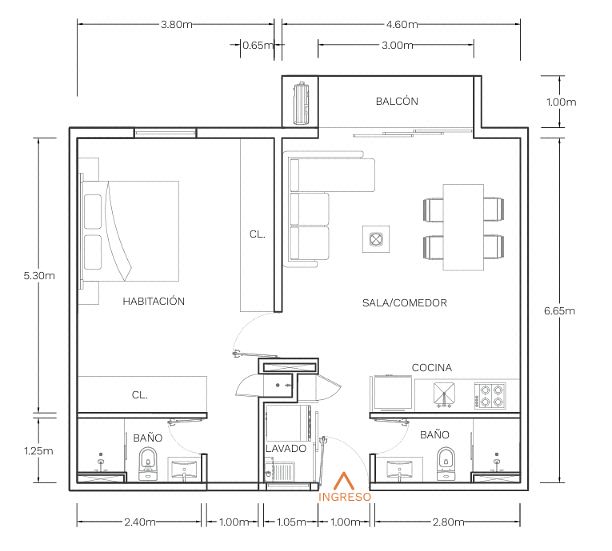 3.80m
4.60m
0.65m
3.00m
BALCÓN
1.00m
CL.
5.30m
HABITACIÓN
SALA/COMEDOR
6.65m
COCINA
CL.
BAÑO
BAÑO
1.25m
LAVADO
INGRESO
2.40m
1.00m
1.05m
1.00m
2.80m